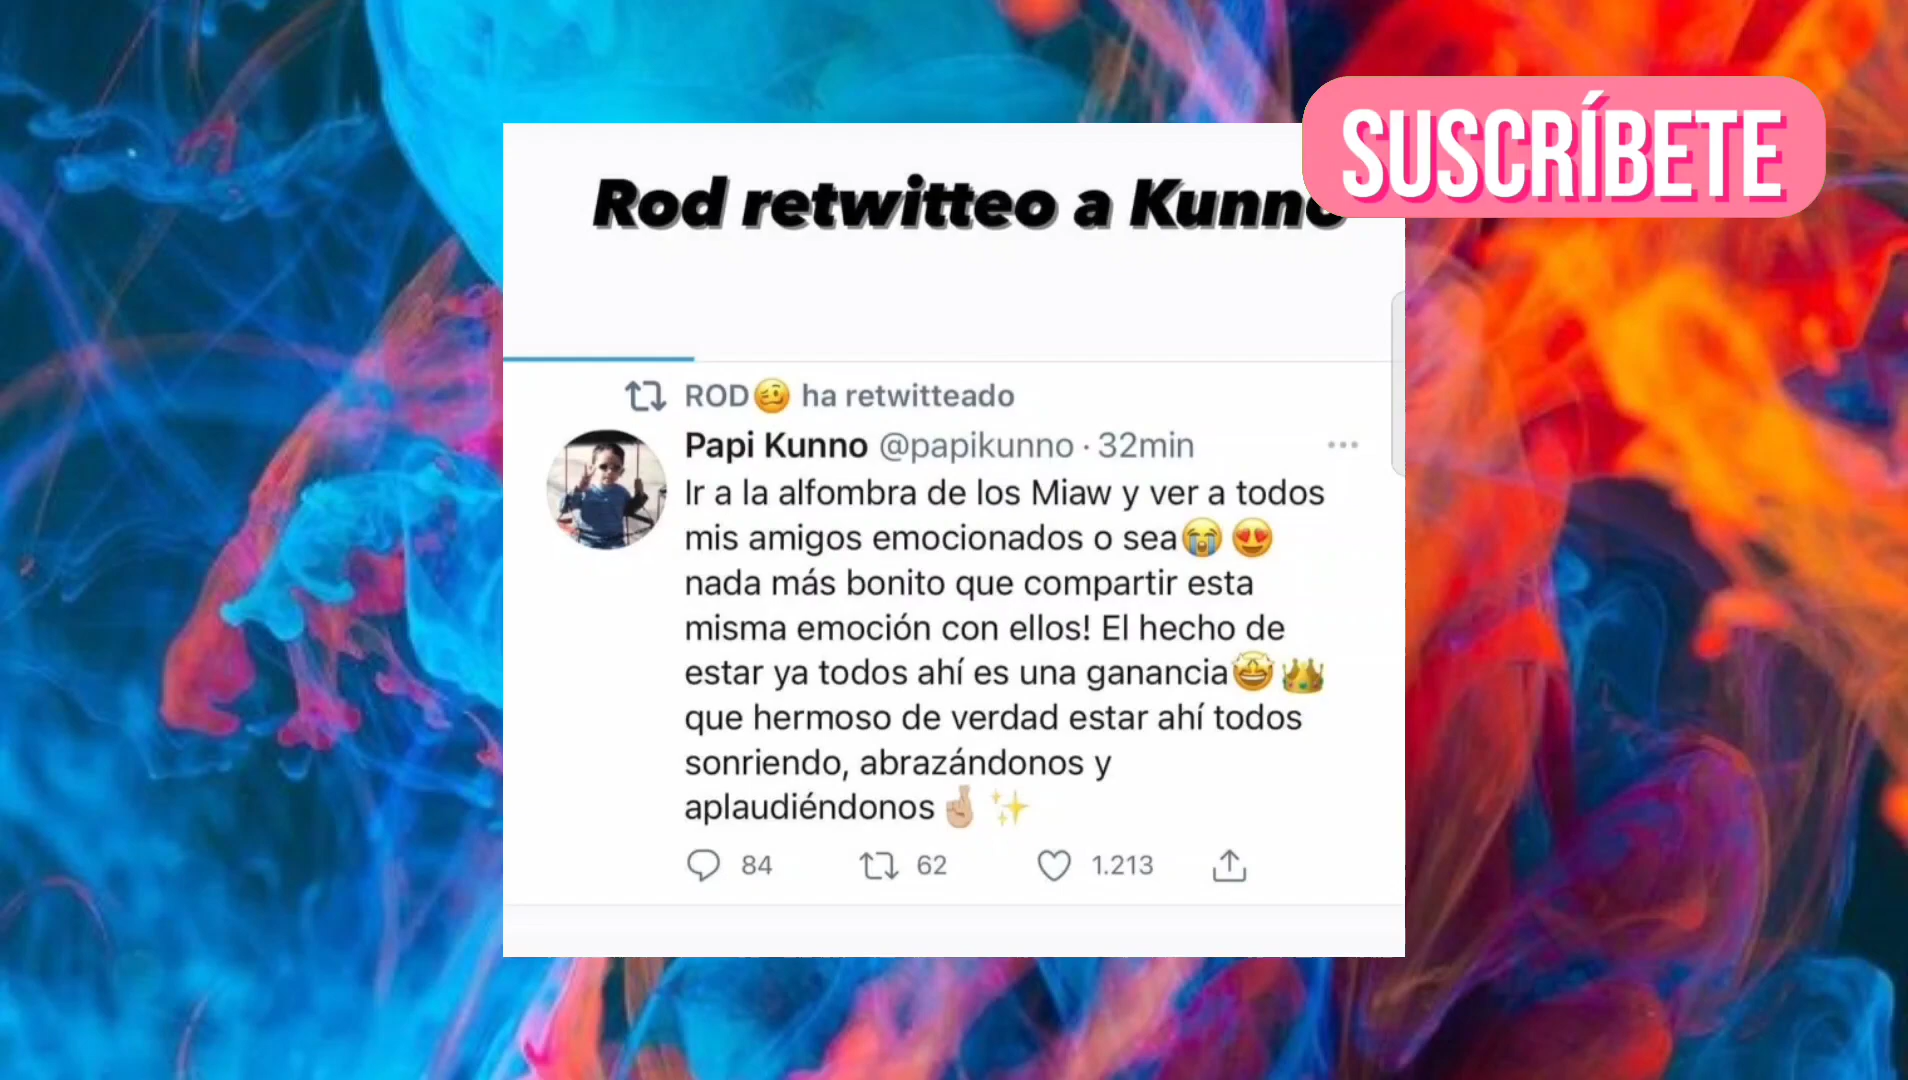 SUSCRÍBETE
Rod retwitteo a Kunno
ROD🥴 ha retwitteado
Papi Kunno @papikunno · 32min
Ir a la alfombra de los Miaw y ver a todos
mis amigos emocionados o sea😭😍
nada más bonito que compartir esta
misma emoción con ellos! El hecho de
estar ya todos ahí es una ganancia🤩👑
que hermoso de verdad estar ahí todos
sonriendo, abrazándonos y
aplaudiéndonos🤞🏼✨
84 62 1.213